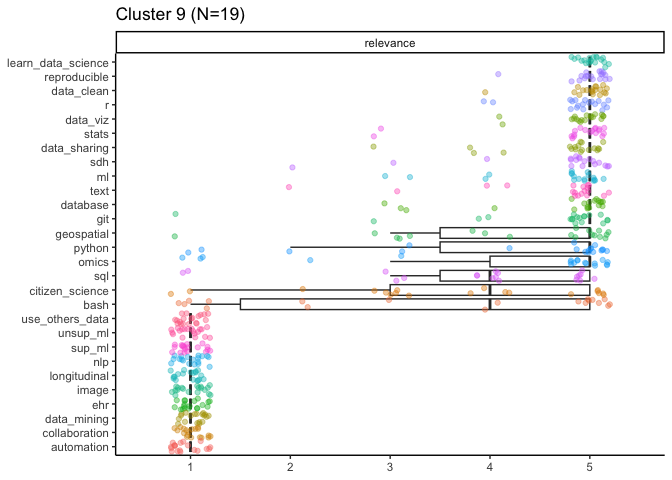 Cluster 9 (N=19)
relevance
learn_data_science
reproducible
data_clean
r
data_viz
stats
data_sharing
sdh
ml
text
database
git
geospatial
python
omics
sql
citizen_science
bash
use_others_data
unsup_ml
sup_ml
nlp
longitudinal
image
ehr
data_mining
collaboration
automation
1 2 3 4 5